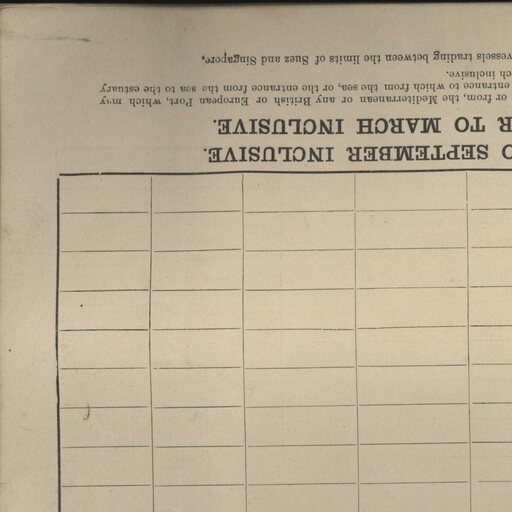 O SEPTEMBER INCLUSIVE.
R TO MARCH INCLUSIVE.
or from, the Mediterranean or any British or European Port, which may
entrance to which from the sea, or the entrance from the sea to the estuary
ch inclusive.
vessels trading between the limits of Suez and Singapore,